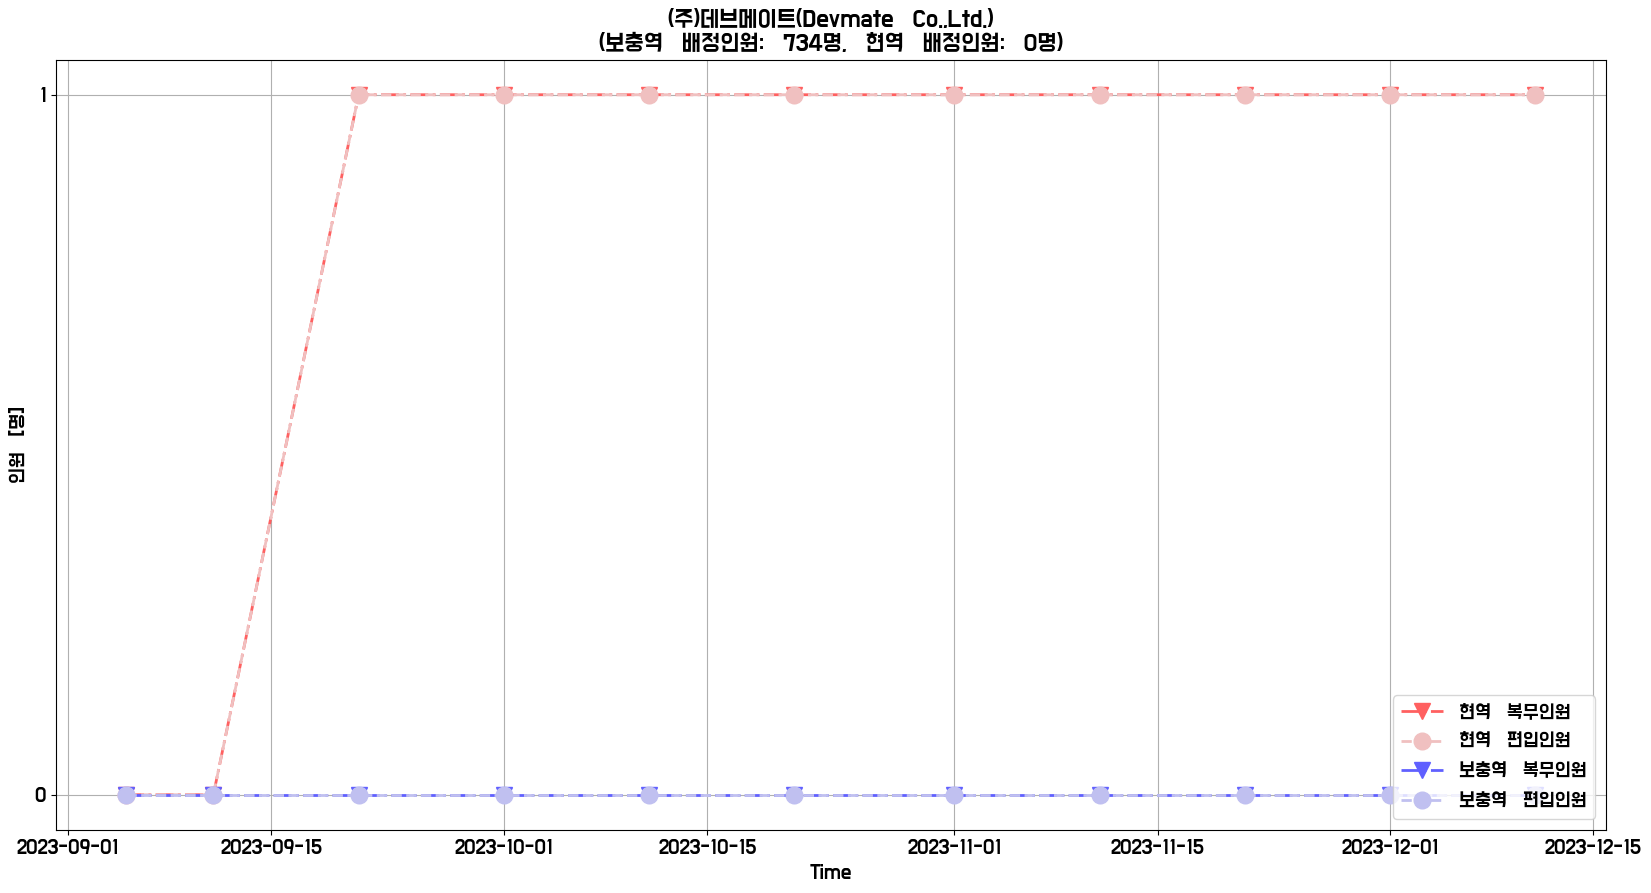 (주)데브메이트(Devmate Co.,Ltd.)
(보충역 배정인원: 734명, 현역 배정인원: 0명)
인원 [명]
1
0
현역 복무인원
현역 편입인원
보충역 복무인원
보충역 편입인원
2023-09-01 2023-09-15 2023-10-01 2023-10-15 2023-11-01 2023-11-15 2023-12-01 2023-12-15
Time